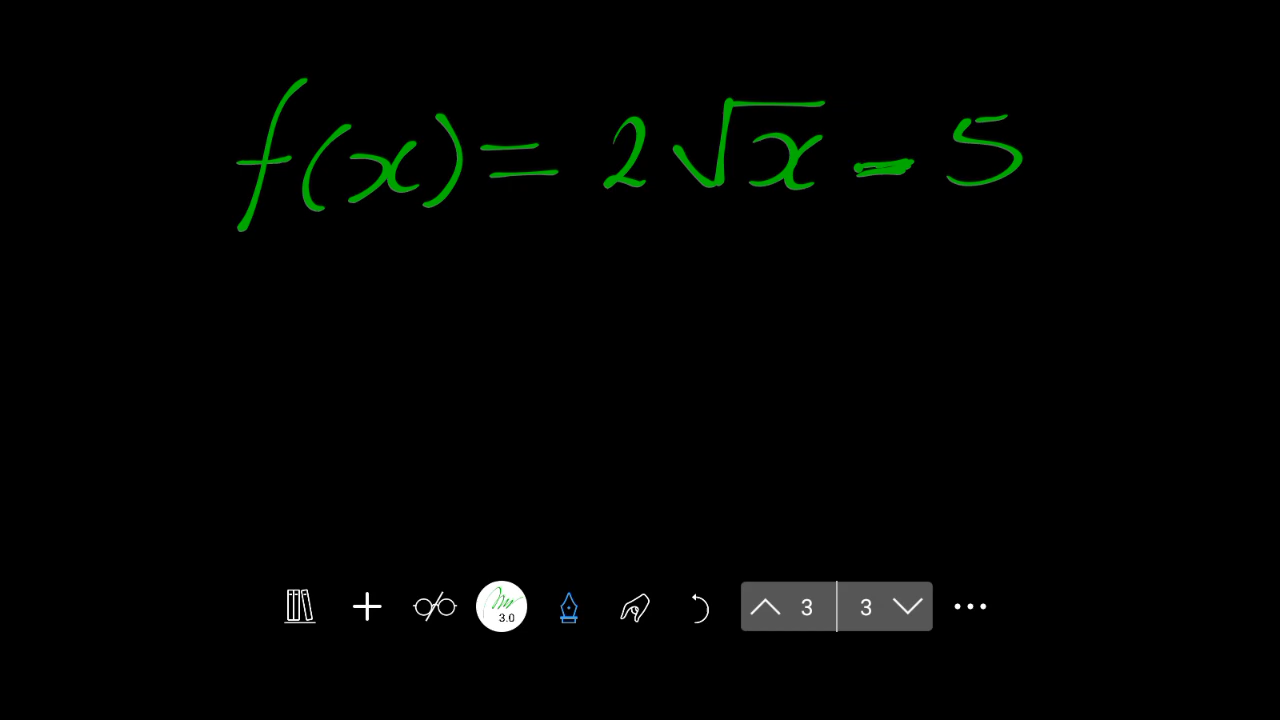 f(x) = 2√x - 5
3.0 3 3